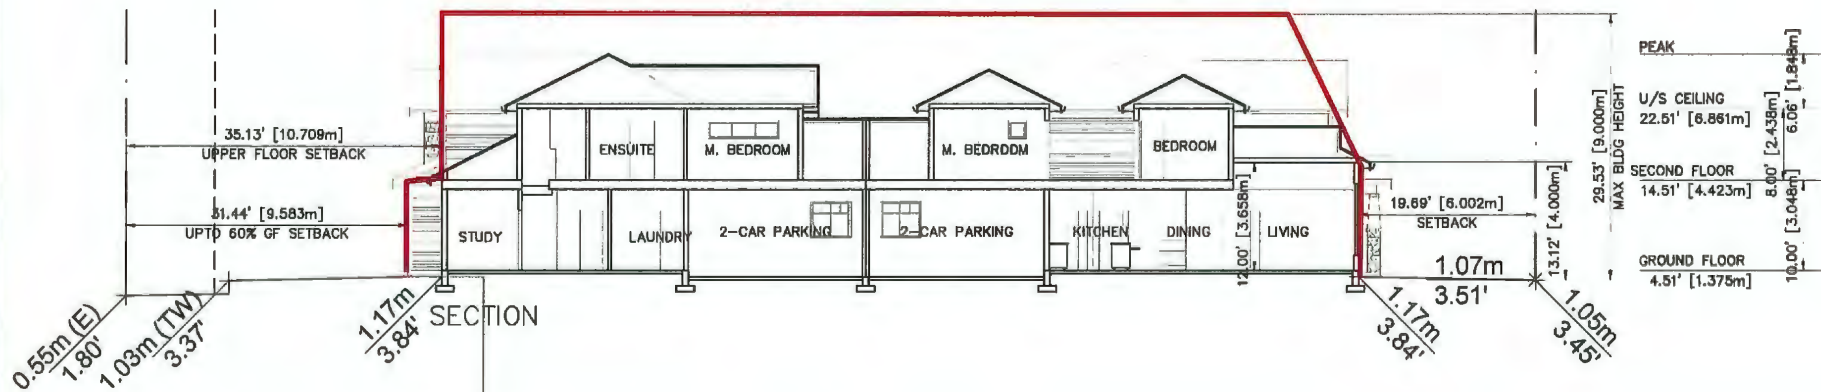 35.13' [10.709m]
UPPER FLOOR SETBACK
31.44' [9.583m]
UPTO 60% GF SETBACK
ENSUITE
M. BEDROOM
M. BEDROOM
BEDROOM
STUDY
LAUNDRY
2-CAR PARKING
2-CAR PARKING
KITCHEN
DINING
LIVING
12.00' [3.658m]
19.69' [6.002m]
SETBACK
13.12' [4.000m]
29.53' [9.000m]
MAX BLDG HEIGHT
PEAK
U/S CEILING
22.51' [6.861m]
SECOND FLOOR
14.51' [4.423m]
GROUND FLOOR
4.51' [1.375m]
6.06' [1.848m]
8.00' [2.438m]
10.00' [3.048m]
0.55m (E)
1.80'
1.03m (TW)
3.37'
1.17m
3.84'
SECTION
1.17m
3.84'
1.07m
3.51'
1.05m
3.45'